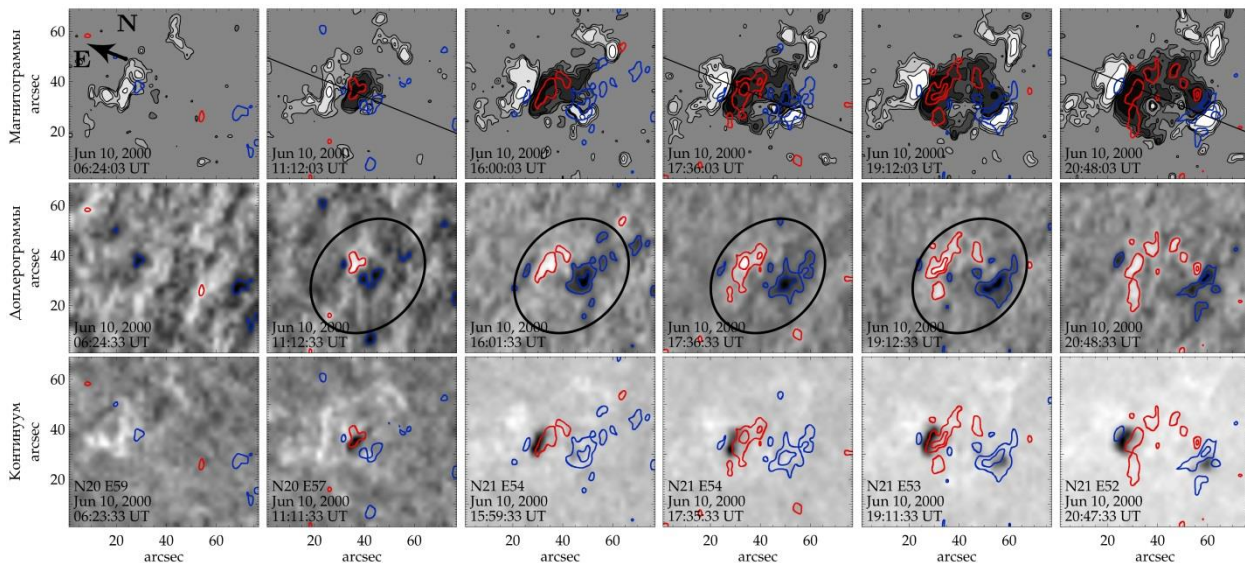 Магнитограммы
arcsec
60
40
20
N
E
Jun 10, 2000
06:24:03 UT
Jun 10, 2000
11:12:03 UT
Jun 10, 2000
16:00:03 UT
Jun 10, 2000
17:36:03 UT
Jun 10, 2000
19:12:03 UT
Jun 10, 2000
20:48:03 UT
Доплерограммы
arcsec
60
40
20
Jun 10, 2000
06:24:33 UT
Jun 10, 2000
11:12:33 UT
Jun 10, 2000
16:01:33 UT
Jun 10, 2000
17:36:33 UT
Jun 10, 2000
19:12:33 UT
Jun 10, 2000
20:48:33 UT
Континуум
arcsec
60
40
20
N20 E59
Jun 10, 2000
06:23:33 UT
N20 E57
Jun 10, 2000
11:11:33 UT
N21 E54
Jun 10, 2000
15:59:33 UT
N21 E54
Jun 10, 2000
17:35:33 UT
N21 E53
Jun 10, 2000
19:11:33 UT
N21 E52
Jun 10, 2000
20:47:33 UT
20 40 60
20 40 60
20 40 60
20 40 60
20 40 60
20 40 60
arcsec
arcsec
arcsec
arcsec
arcsec
arcsec